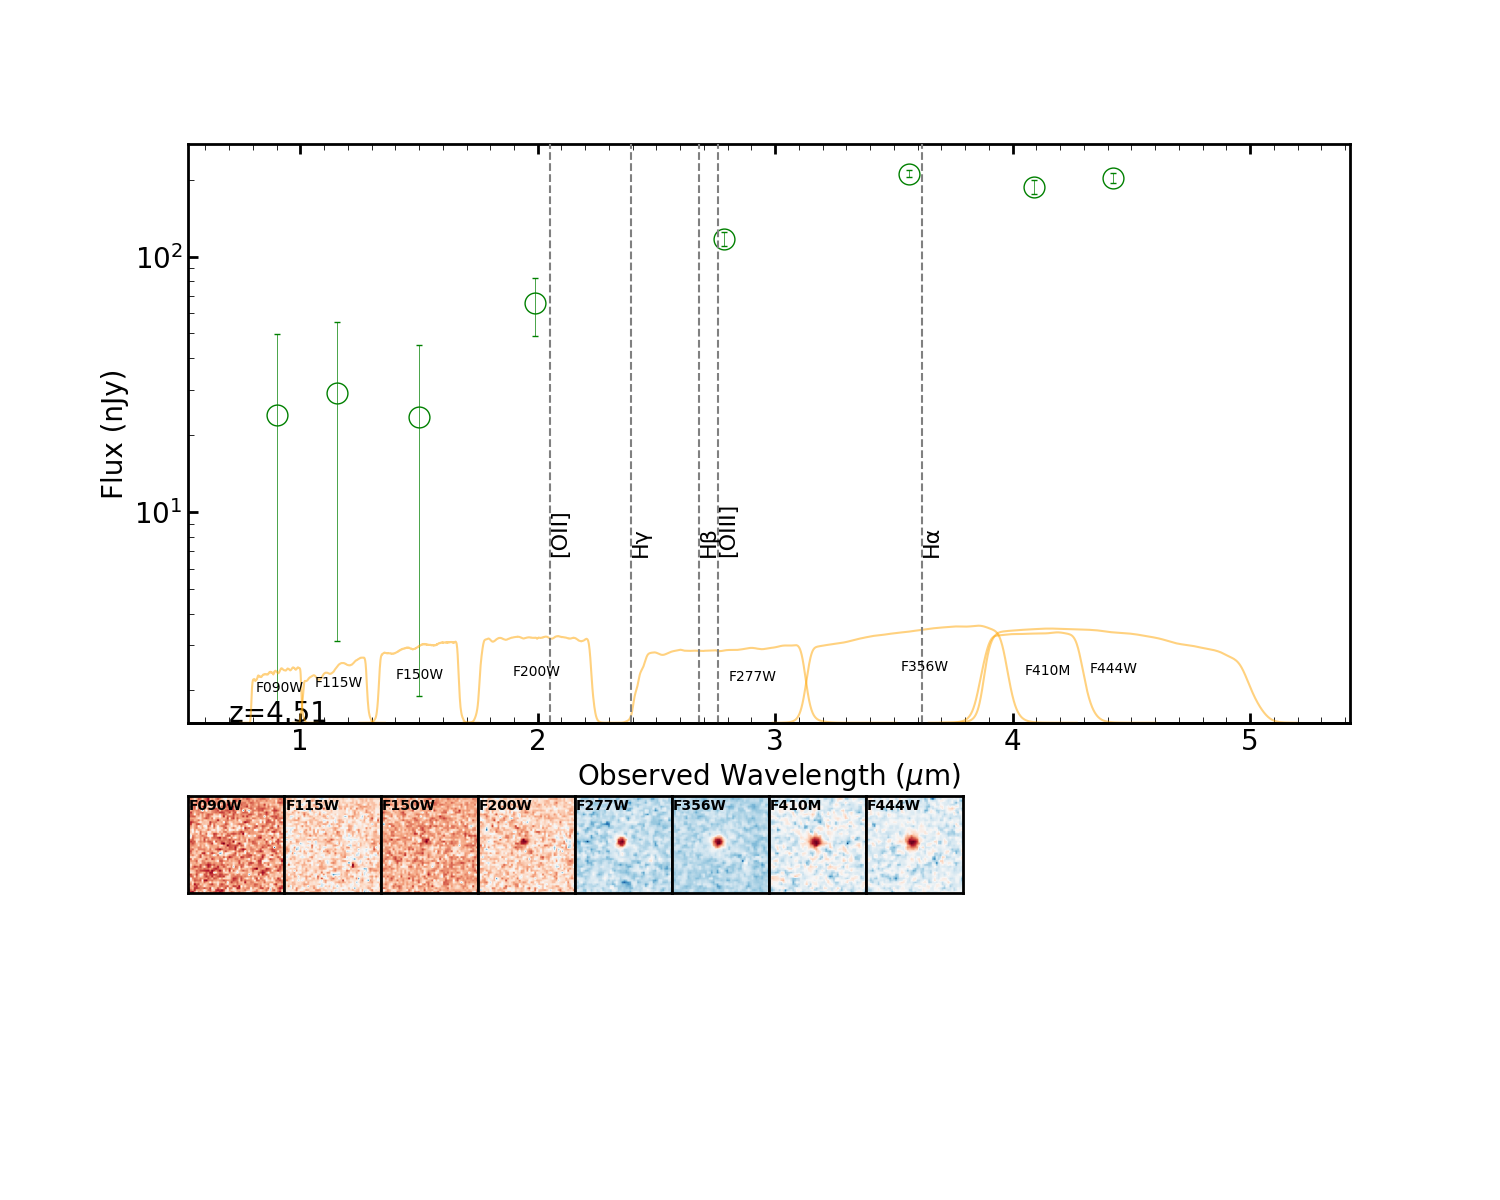 Flux (nJy)
10²
10¹
[OII]
Hγ
Hβ
[OIII]
Hα
F090W
F115W
F150W
F200W
F277W
F356W
F410M
F444W
z=4.51
1 2 3 4 5
Observed Wavelength (μm)
F090W F115W F150W F200W F277W F356W F410M F444W